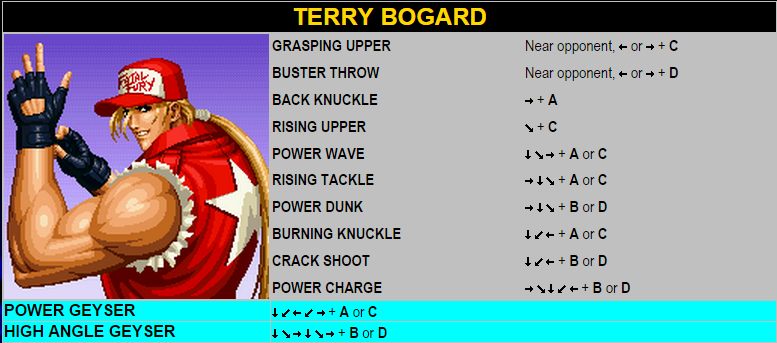 TERRY BOGARD
FATAL FURY
GRASPING UPPER Near opponent, ← or → + C
BUSTER THROW Near opponent, ← or → + D
BACK KNUCKLE → + A
RISING UPPER ↘ + C
POWER WAVE ↓ ↘ → + A or C
RISING TACKLE → ↓ ↘ + A or C
POWER DUNK → ↓ ↘ + B or D
BURNING KNUCKLE ↓ ↙ ← + A or C
CRACK SHOOT ↓ ↙ ← + B or D
POWER CHARGE → ↘ ↓ ↙ ← + B or D
POWER GEYSER ↓ ↙ ← ↙ → + A or C
HIGH ANGLE GEYSER ↓ ↘ → ↓ ↘ → + B or D